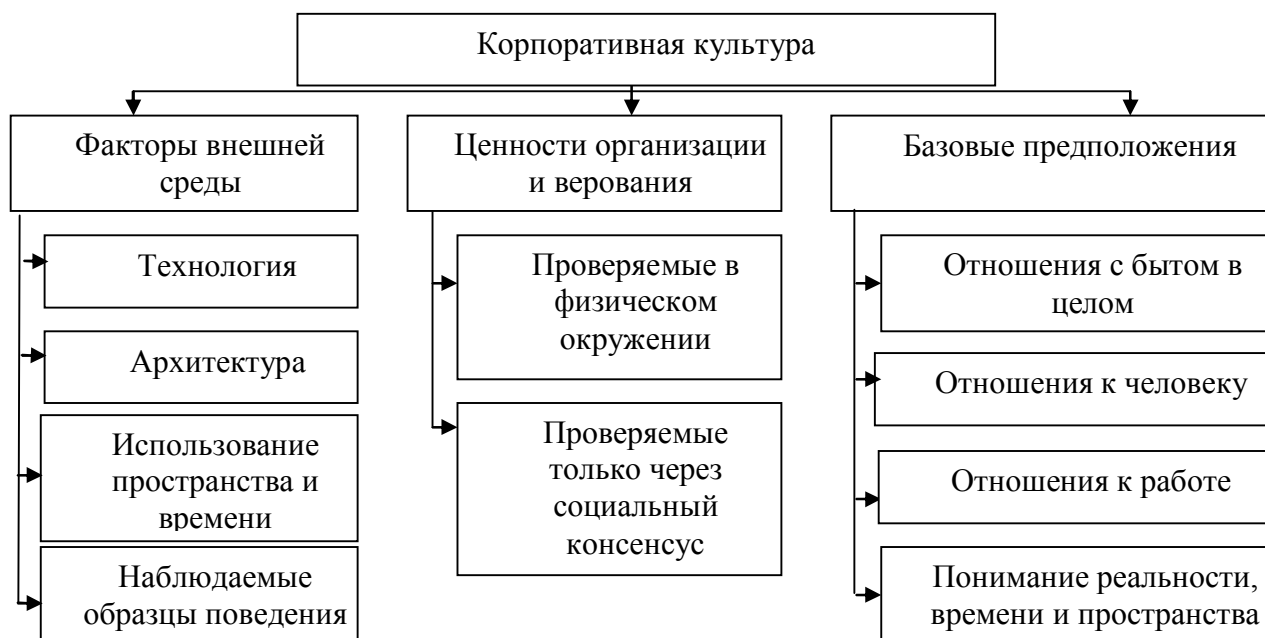 Корпоративная культура
Факторы внешней
среды
Технология
Архитектура
Использование
пространства и
времени
Наблюдаемые
образцы поведения
Ценности организации
и верования
Проверяемые в
физическом
окружении
Проверяемые
только через
социальный
консенсус
Базовые предположения
Отношения с бытом в
целом
Отношения к человеку
Отношения к работе
Понимание реальности,
времени и пространства